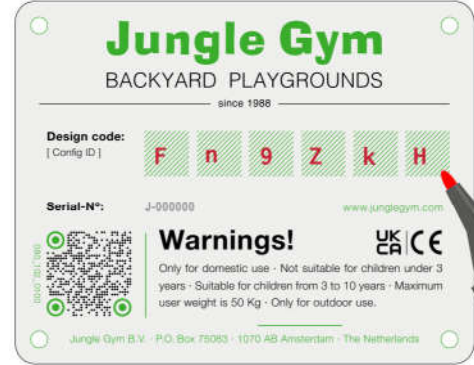 Jungle Gym
BACKYARD PLAYGROUNDS
since 1988
Design code:
[ Config ID ]
F n 9 Z k H
Serial-Nº: J-000000
www.junglegym.com
Warnings!
UK
CA CE
Only for domestic use · Not suitable for children under 3
years · Suitable for children from 3 to 10 years · Maximum
user weight is 50 Kg · Only for outdoor use.
Jungle Gym B.V. · P.O. Box 75063 · 1070 AB Amsterdam · The Netherlands